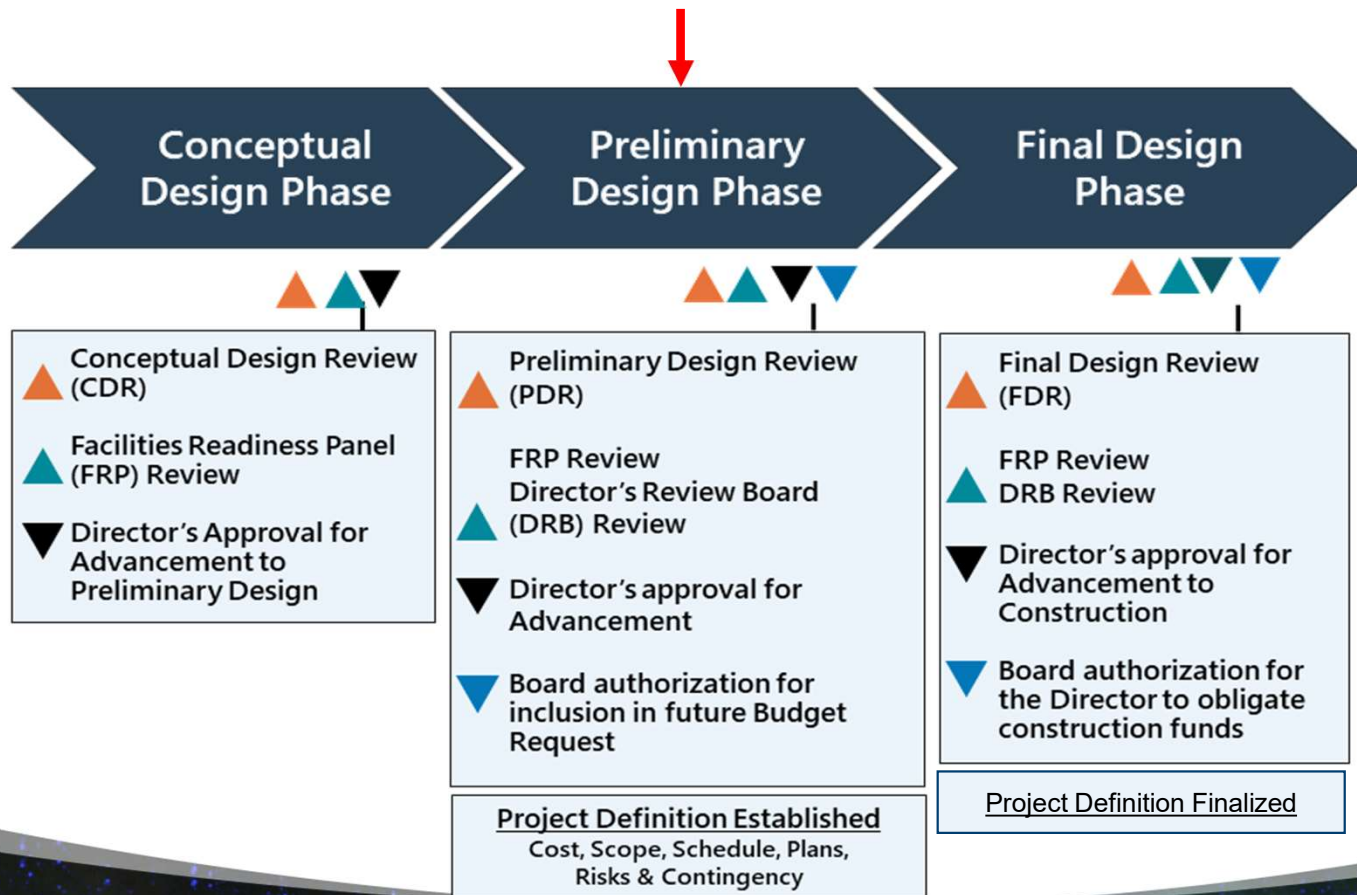 Conceptual
Design Phase
Preliminary
Design Phase
Final Design
Phase
Conceptual Design Review
(CDR)
Facilities Readiness Panel
(FRP) Review
Director’s Approval for
Advancement to
Preliminary Design
Preliminary Design Review
(PDR)
FRP Review
Director’s Review Board
(DRB) Review
Director’s approval for
Advancement
Board authorization for
inclusion in future Budget
Request
Project Definition Established
Cost, Scope, Schedule, Plans,
Risks & Contingency
Final Design Review
(FDR)
FRP Review
DRB Review
Director’s approval for
Advancement to
Construction
Board authorization for
the Director to obligate
construction funds
Project Definition Finalized